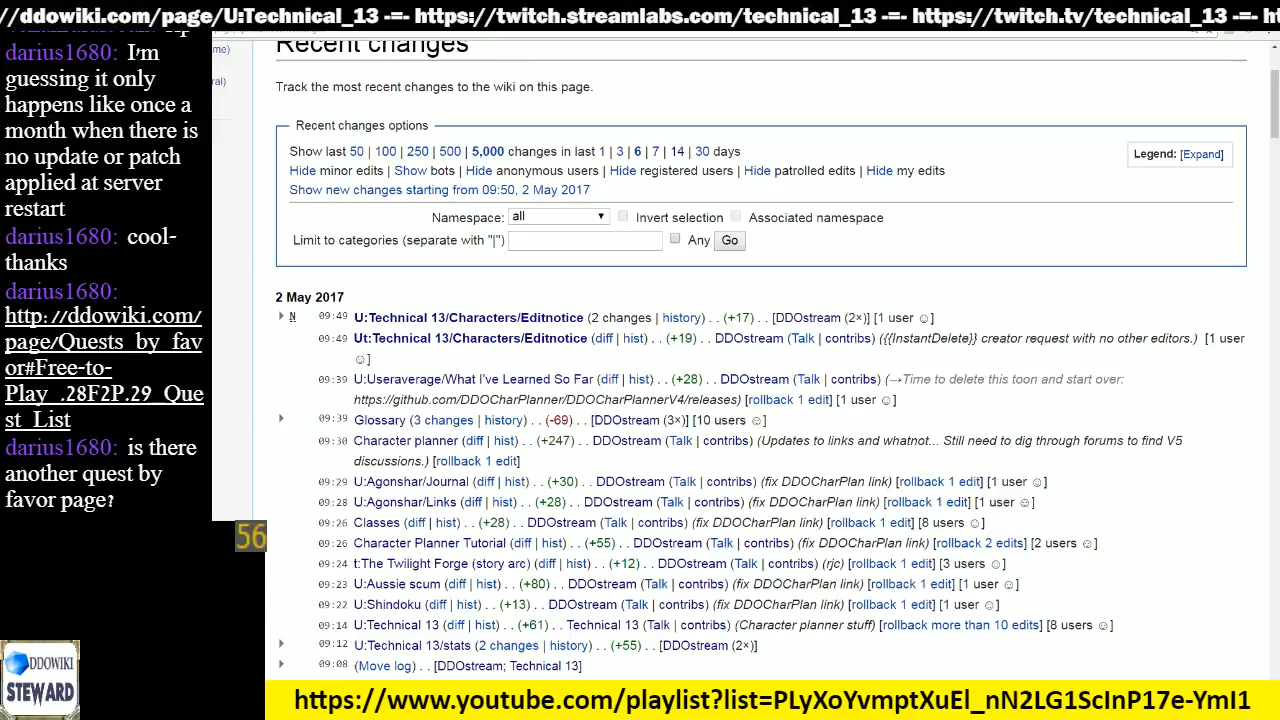 //ddowiki.com/page/U:Technical_13 -=- https://twitch.streamlabs.com/technical_13 -=- https://twitch.tv/technical_13 -=-
darius1680: I'm
guessing it only
happens like once a
month when there is
no update or patch
applied at server
restart
darius1680: cool-
thanks
darius1680:
http://ddowiki.com/
page/Quests_by_fav
or#Free-to-
Play_.28F2P.29_Que
st_List
darius1680: is there
another quest by
favor page?
56
DDOWIKI
STEWARD
Recent changes
Track the most recent changes to the wiki on this page.
Recent changes options
Show last 50 | 100 | 250 | 500 | 5,000 changes in last 1 | 3 | 6 | 7 | 14 | 30 days
Legend: [Expand]
Hide minor edits | Show bots | Hide anonymous users | Hide registered users | Hide patrolled edits | Hide my edits
Show new changes starting from 09:50, 2 May 2017
Namespace: all Invert selection Associated namespace
Limit to categories (separate with "|") Any Go
2 May 2017
N 09:49 U:Technical 13/Characters/Editnotice (2 changes | history) . . (+17) . . [DDOstream (2×)] [1 user ☺]
09:49 Ut:Technical 13/Characters/Editnotice (diff | hist) . . (+19) . . DDOstream (Talk | contribs) ({{InstantDelete}} creator request with no other editors.) [1 user
☺]
09:39 U:Useraverage/What I've Learned So Far (diff | hist) . . (+28) . . DDOstream (Talk | contribs) (→Time to delete this toon and start over:
https://github.com/DDOCharPlanner/DDOCharPlannerV4/releases) [rollback 1 edit] [1 user ☺]
09:39 Glossary (3 changes | history) . . (-69) . . [DDOstream (3×)] [10 users ☺]
09:30 Character planner (diff | hist) . . (+247) . . DDOstream (Talk | contribs) (Updates to links and whatnot... Still need to dig through forums to find V5
discussions.) [rollback 1 edit]
09:29 U:Agonshar/Journal (diff | hist) . . (+30) . . DDOstream (Talk | contribs) (fix DDOCharPlan link) [rollback 1 edit] [1 user ☺]
09:28 U:Agonshar/Links (diff | hist) . . (+28) . . DDOstream (Talk | contribs) (fix DDOCharPlan link) [rollback 1 edit] [1 user ☺]
09:26 Classes (diff | hist) . . (+28) . . DDOstream (Talk | contribs) (fix DDOCharPlan link) [rollback 1 edit] [8 users ☺]
09:26 Character Planner Tutorial (diff | hist) . . (+55) . . DDOstream (Talk | contribs) (fix DDOCharPlan link) [rollback 2 edits] [2 users ☺]
09:24 t:The Twilight Forge (story arc) (diff | hist) . . (+12) . . DDOstream (Talk | contribs) (rjc) [rollback 1 edit] [3 users ☺]
09:23 U:Aussie scum (diff | hist) . . (+80) . . DDOstream (Talk | contribs) (fix DDOCharPlan link) [rollback 1 edit] [1 user ☺]
09:22 U:Shindoku (diff | hist) . . (+13) . . DDOstream (Talk | contribs) (fix DDOCharPlan link) [rollback 1 edit] [1 user ☺]
09:14 U:Technical 13 (diff | hist) . . (+61) . . Technical 13 (Talk | contribs) (Character planner stuff) [rollback more than 10 edits] [8 users ☺]
09:12 U:Technical 13/stats (2 changes | history) . . (+55) . . [DDOstream (2×)]
09:08 (Move log) . . [DDOstream; Technical 13]
https://www.youtube.com/playlist?list=PLyXoYvmptXuEl_nN2LG1ScInP17e-YmI1